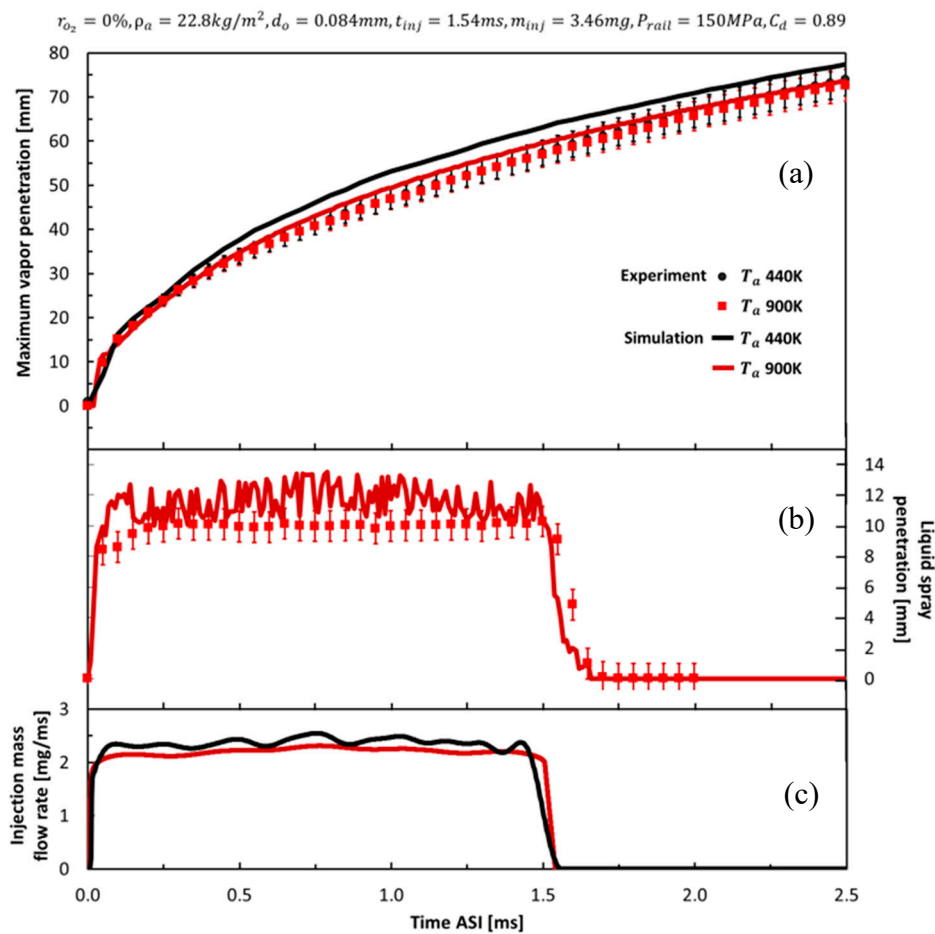 r_{o_2} = 0%, ρ_a = 22.8kg/m², d_o = 0.084mm, t_{inj} = 1.54ms, m_{inj} = 3.46mg, P_{rail} = 150MPa, C_d = 0.89
80
70
60
50
40
30
20
10
0
Maximum vapor penetration [mm]
(a)
Experiment T_a 440K
T_a 900K
Simulation T_a 440K
T_a 900K
14
12
10
8
6
4
2
0
Liquid spray
penetration [mm]
(b)
3
2
1
0
Injection mass
flow rate [mg/ms]
(c)
0.0 0.5 1.0 1.5 2.0 2.5
Time ASI [ms]